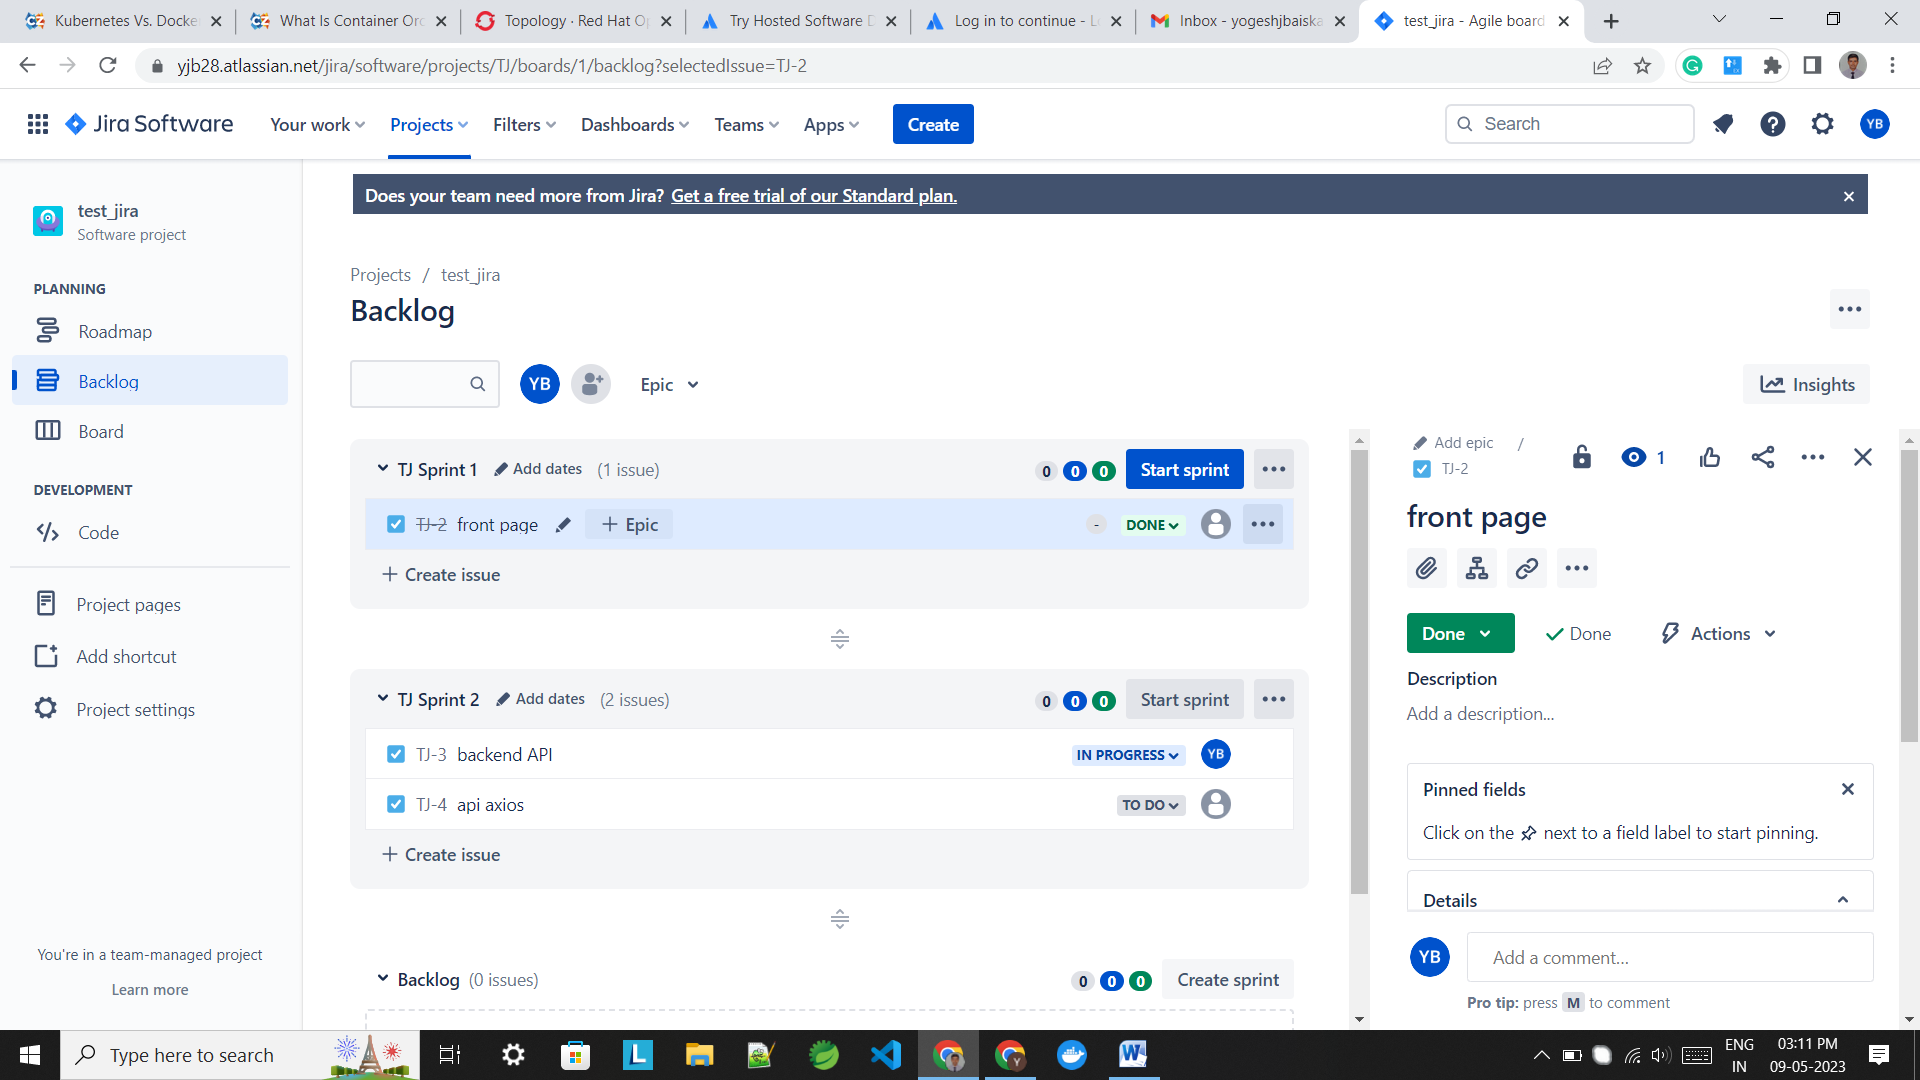 Kubernetes Vs. Docke
What Is Container Orc
Topology · Red Hat Op
Try Hosted Software D
Log in to continue - Lo
Inbox - yogeshjbaiska
test_jira - Agile board
yjb28.atlassian.net/jira/software/projects/TJ/boards/1/backlog?selectedIssue=TJ-2
Jira Software
Your work
Projects
Filters
Dashboards
Teams
Apps
Create
Search
YB
test_jira
Software project
PLANNING
Roadmap
Backlog
Board
DEVELOPMENT
Code
Project pages
Add shortcut
Project settings
You're in a team-managed project
Learn more
Does your team need more from Jira? Get a free trial of our Standard plan.
Projects / test_jira
Backlog
YB
Epic
Insights
TJ Sprint 1 Add dates (1 issue) 0 0 0 Start sprint
TJ-2 front page + Epic - DONE
+ Create issue
TJ Sprint 2 Add dates (2 issues) 0 0 0 Start sprint
TJ-3 backend API IN PROGRESS YB
TJ-4 api axios TO DO
+ Create issue
Backlog (0 issues) 0 0 0 Create sprint
Add epic /
TJ-2
1
front page
Done
Done
Actions
Description
Add a description...
Pinned fields
Click on the next to a field label to start pinning.
Details
YB
Add a comment...
Pro tip: press M to comment
Type here to search
L
Y
W
ENG
IN
03:11 PM
09-05-2023